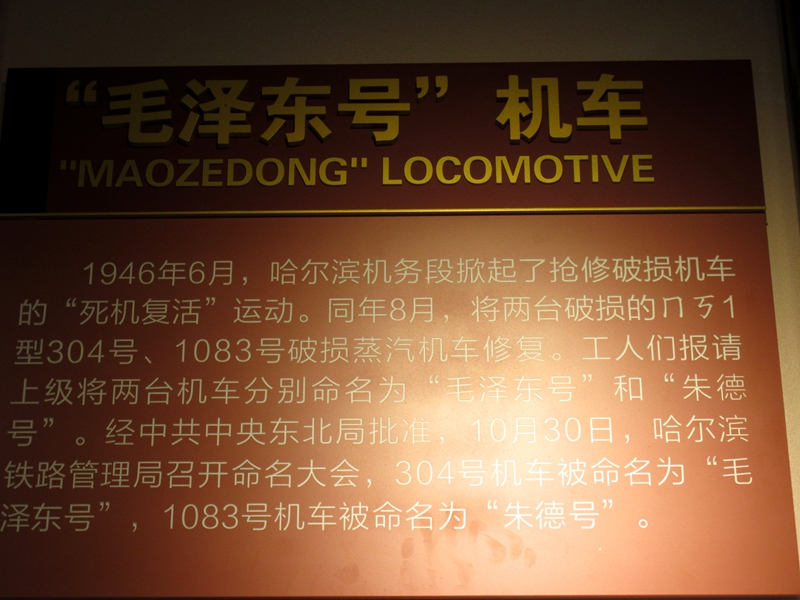 “毛泽东号”机车
"MAOZEDONG" LOCOMOTIVE
1946年6月，哈尔滨机务段掀起了抢修破损机车
的“死机复活”运动。同年8月，将两台破损的ㄇㄎ1
型304号、1083号破损蒸汽机车修复。工人们报请
上级将两台机车分别命名为“毛泽东号”和“朱德
号”。经中共中央东北局批准，10月30日，哈尔滨
铁路管理局召开命名大会，304号机车被命名为“毛
泽东号”，1083号机车被命名为“朱德号”。